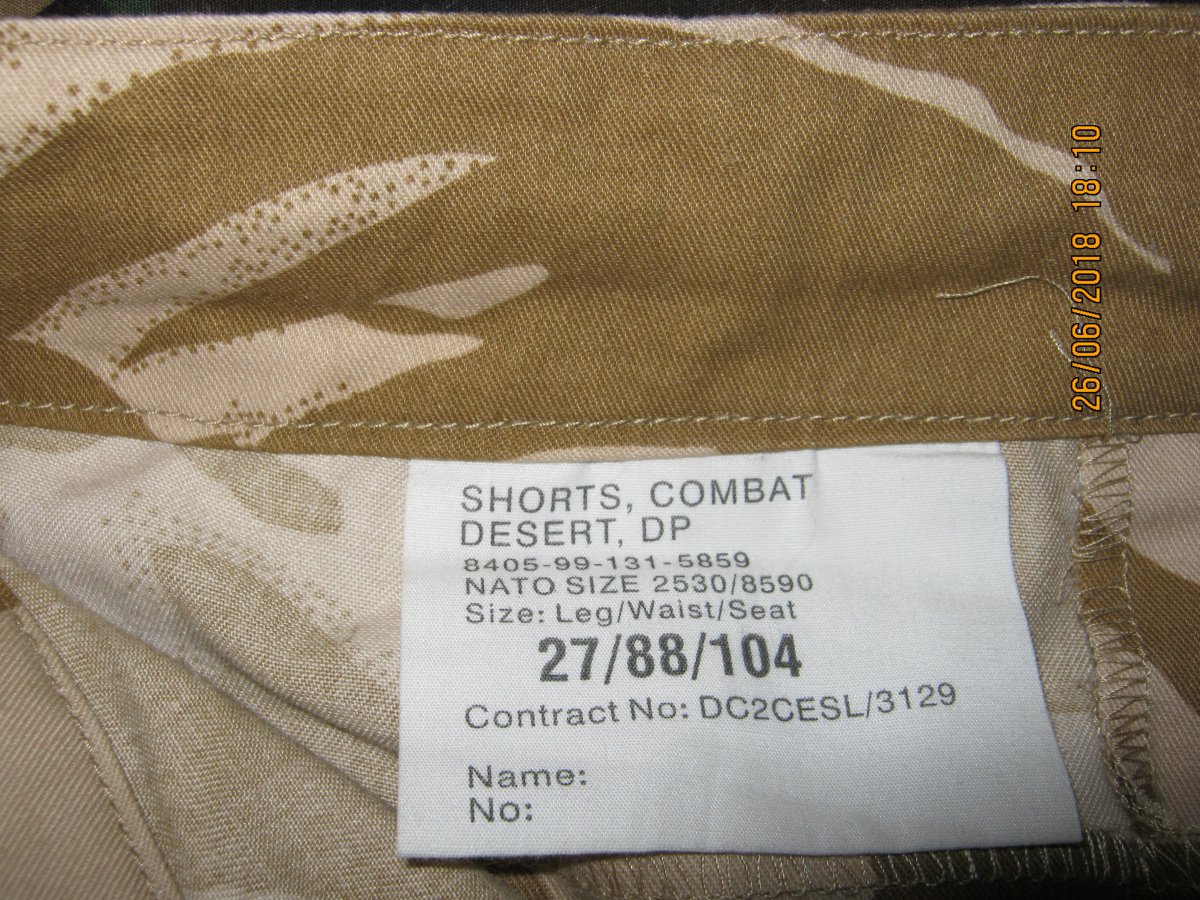 SHORTS, COMBAT
DESERT, DP
8405-99-131-5859
NATO SIZE 2530/8590
Size: Leg/Waist/Seat
27/88/104
Contract No: DC2CESL/3129
Name:
No:
26/06/2018 18:10